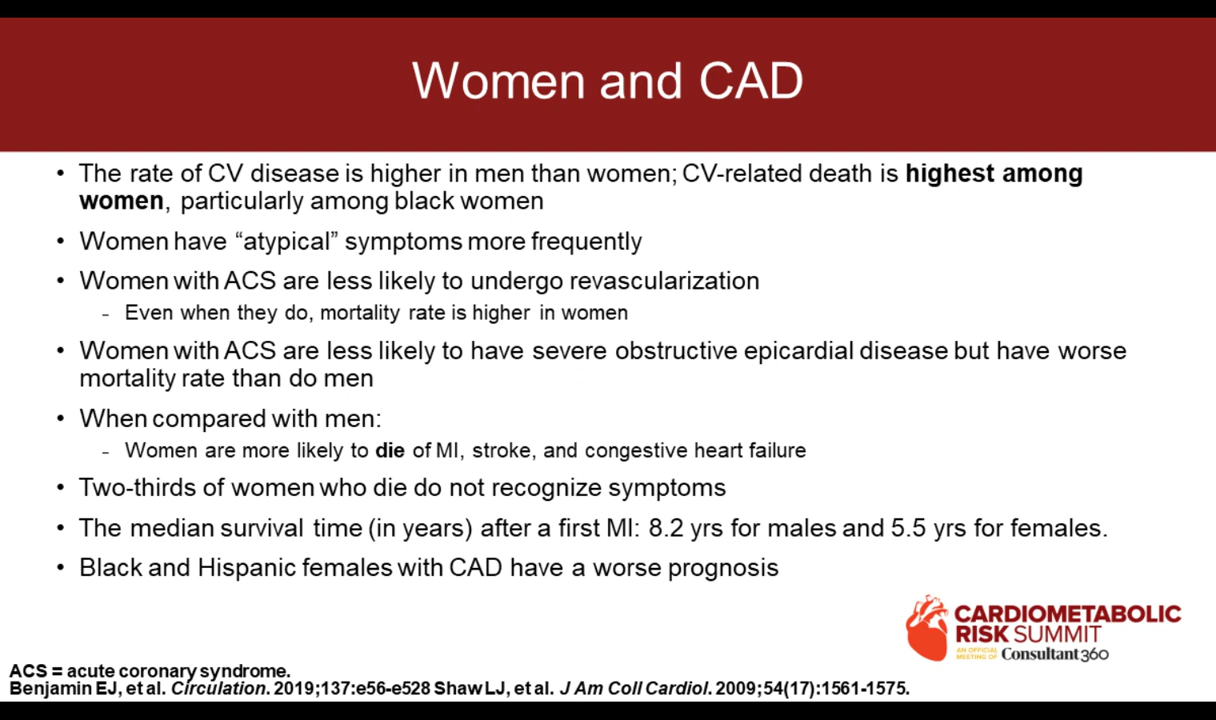 Women and CAD
• The rate of CV disease is higher in men than women; CV-related death is highest among
women, particularly among black women
• Women have “atypical” symptoms more frequently
• Women with ACS are less likely to undergo revascularization
- Even when they do, mortality rate is higher in women
• Women with ACS are less likely to have severe obstructive epicardial disease but have worse
mortality rate than do men
• When compared with men:
- Women are more likely to die of MI, stroke, and congestive heart failure
• Two-thirds of women who die do not recognize symptoms
• The median survival time (in years) after a first MI: 8.2 yrs for males and 5.5 yrs for females.
• Black and Hispanic females with CAD have a worse prognosis
CARDIOMETABOLIC
RISK SUMMIT
AN OFFICIAL
MEETING OF Consultant360
ACS = acute coronary syndrome.
Benjamin EJ, et al. Circulation. 2019;137:e56-e528 Shaw LJ, et al. J Am Coll Cardiol. 2009;54(17):1561-1575.